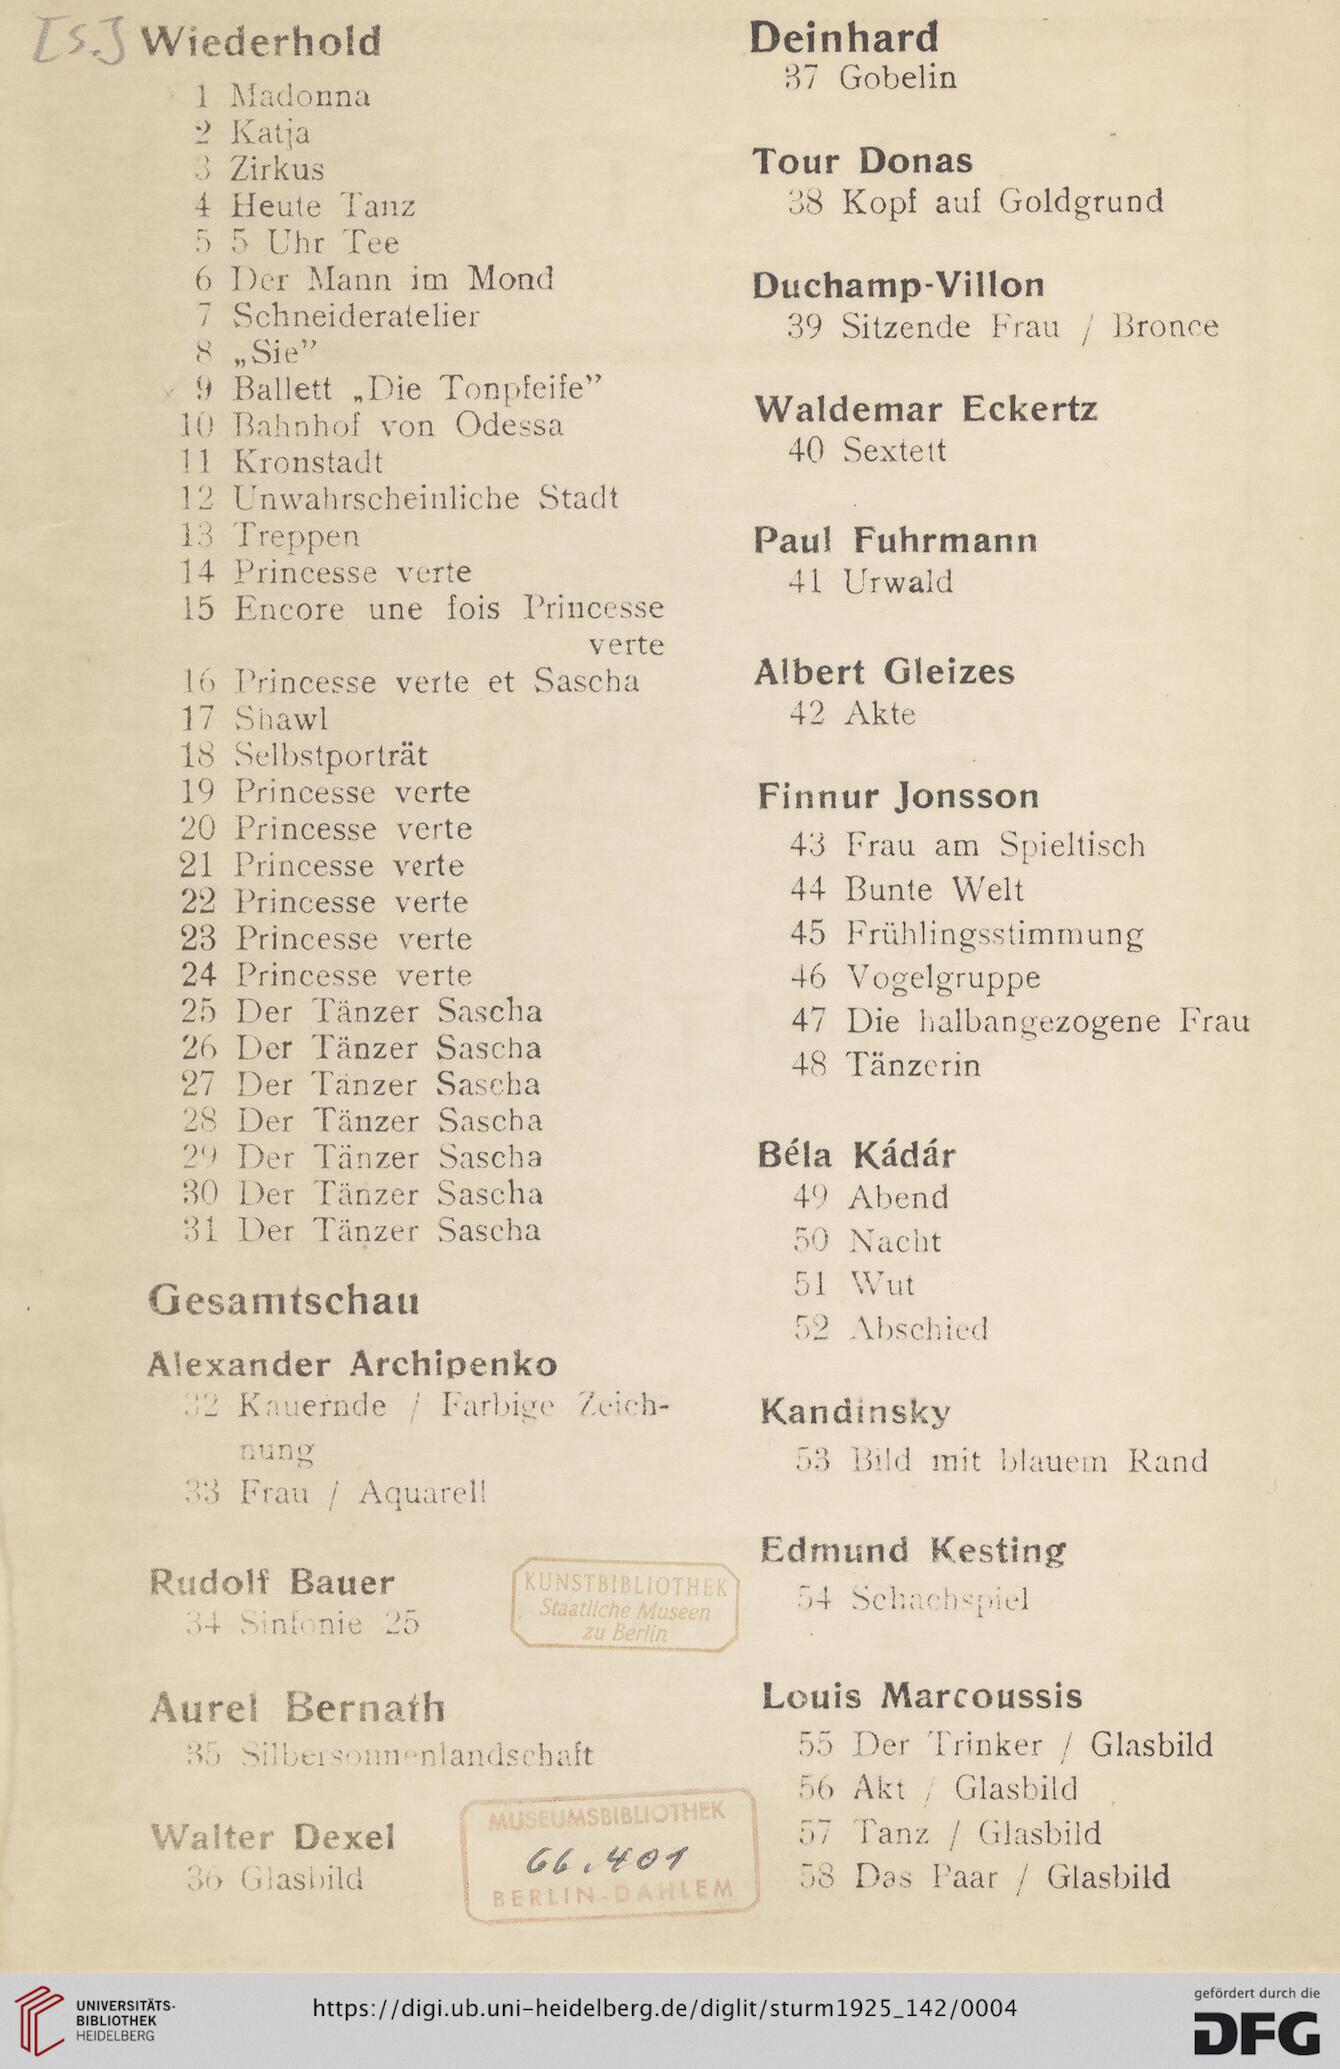 [S.] Wiederhold
1 Madonna
2 Katja
3 Zirkus
4 Heute Tanz
5 5 Uhr Tee
6 Der Mann im Mond
7 Schneideratelier
8 „Sie”
9 Ballett „Die Tonpfeife”
10 Bahnhof von Odessa
11 Kronstadt
12 Unwahrscheinliche Stadt
13 Treppen
14 Princesse verte
15 Encore une fois Princesse
verte
16 Princesse verte et Sascha
17 Shawl
18 Selbstporträt
19 Princesse verte
20 Princesse verte
21 Princesse verte
22 Princesse verte
23 Princesse verte
24 Princesse verte
25 Der Tänzer Sascha
26 Der Tänzer Sascha
27 Der Tänzer Sascha
28 Der Tänzer Sascha
29 Der Tänzer Sascha
30 Der Tänzer Sascha
31 Der Tänzer Sascha
Gesamtschau
Alexander Archipenko
32 Kauernde / Farbige Zeich-
nung
33 Frau / Aquarell
Rudolf Bauer
34 Sinfonie 25
Aurel Bernath
35 Silbersonnenlandschaft
Walter Dexel
36 Glasbild
KUNSTBIBLIOTHEK
Staatliche Museen
zu Berlin
MUSEUMSBIBLIOTHEK
66.401
BERLIN-DAHLEM
Deinhard
37 Gobelin
Tour Donas
38 Kopf auf Goldgrund
Duchamp-Villon
39 Sitzende Frau / Bronce
Waldemar Eckertz
40 Sextett
Paul Fuhrmann
41 Urwald
Albert Gleizes
42 Akte
Finnur Jonsson
43 Frau am Spieltisch
44 Bunte Welt
45 Frühlingsstimmung
46 Vogelgruppe
47 Die halbangezogene Frau
48 Tänzerin
Béla Kádár
49 Abend
50 Nacht
51 Wut
52 Abschied
Kandinsky
53 Bild mit blauem Rand
Edmund Kesting
54 Schachspiel
Louis Marcoussis
55 Der Trinker / Glasbild
56 Akt / Glasbild
57 Tanz / Glasbild
58 Das Paar / Glasbild
UNIVERSITÄTS-
BIBLIOTHEK
HEIDELBERG
https://digi.ub.uni-heidelberg.de/diglit/sturm1925_142/0004
gefördert durch die
DFG